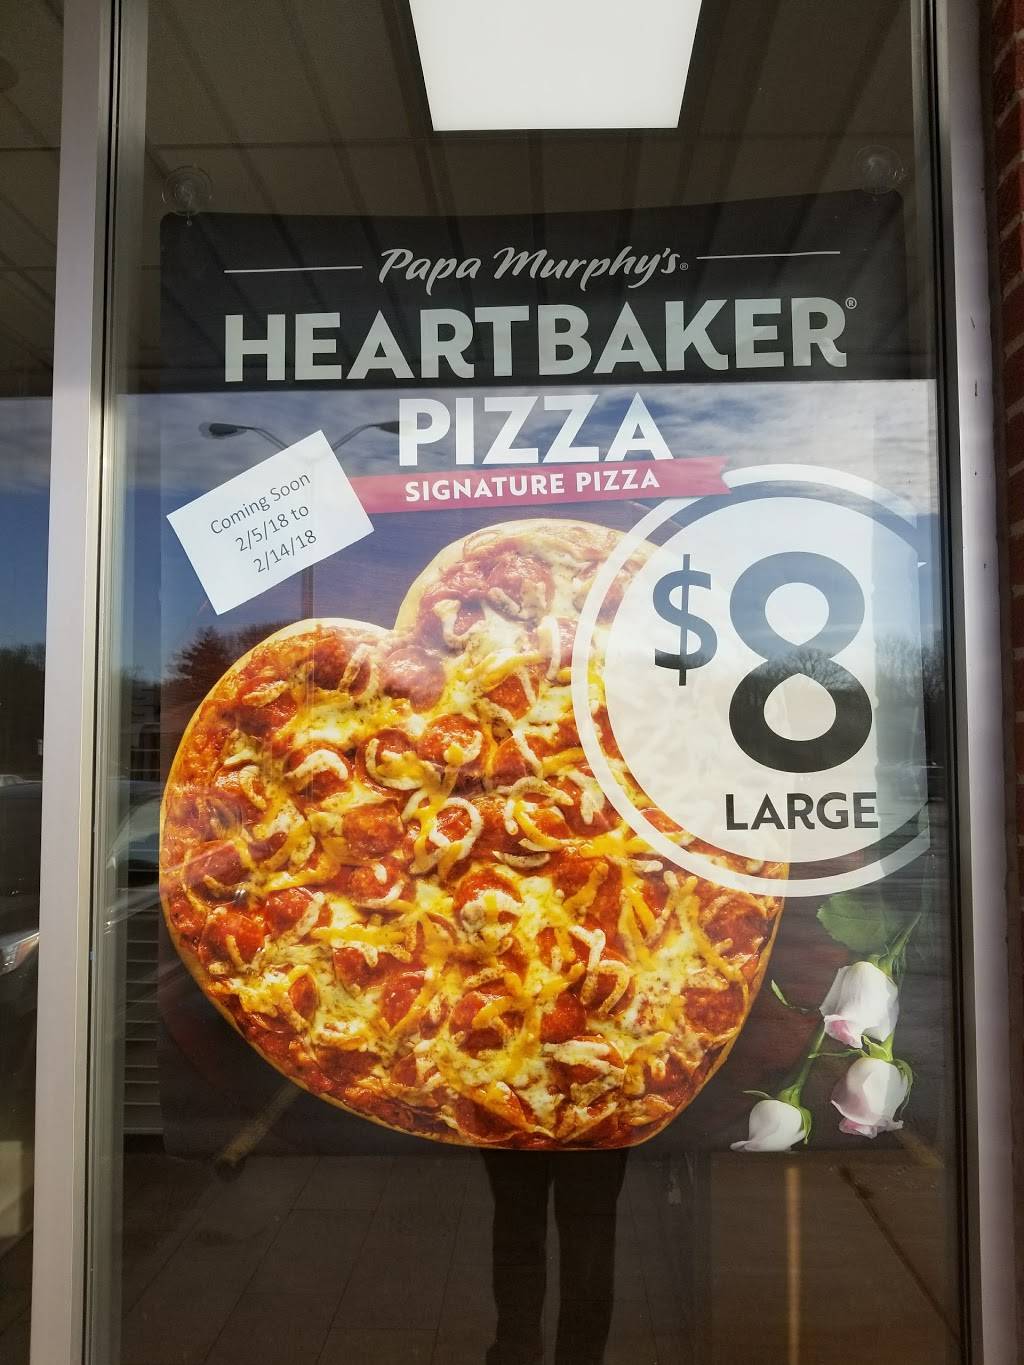 Papa Murphy's®
HEARTBAKER®
PIZZA
SIGNATURE PIZZA
Coming Soon
2/5/18 to
2/14/18
$8
LARGE